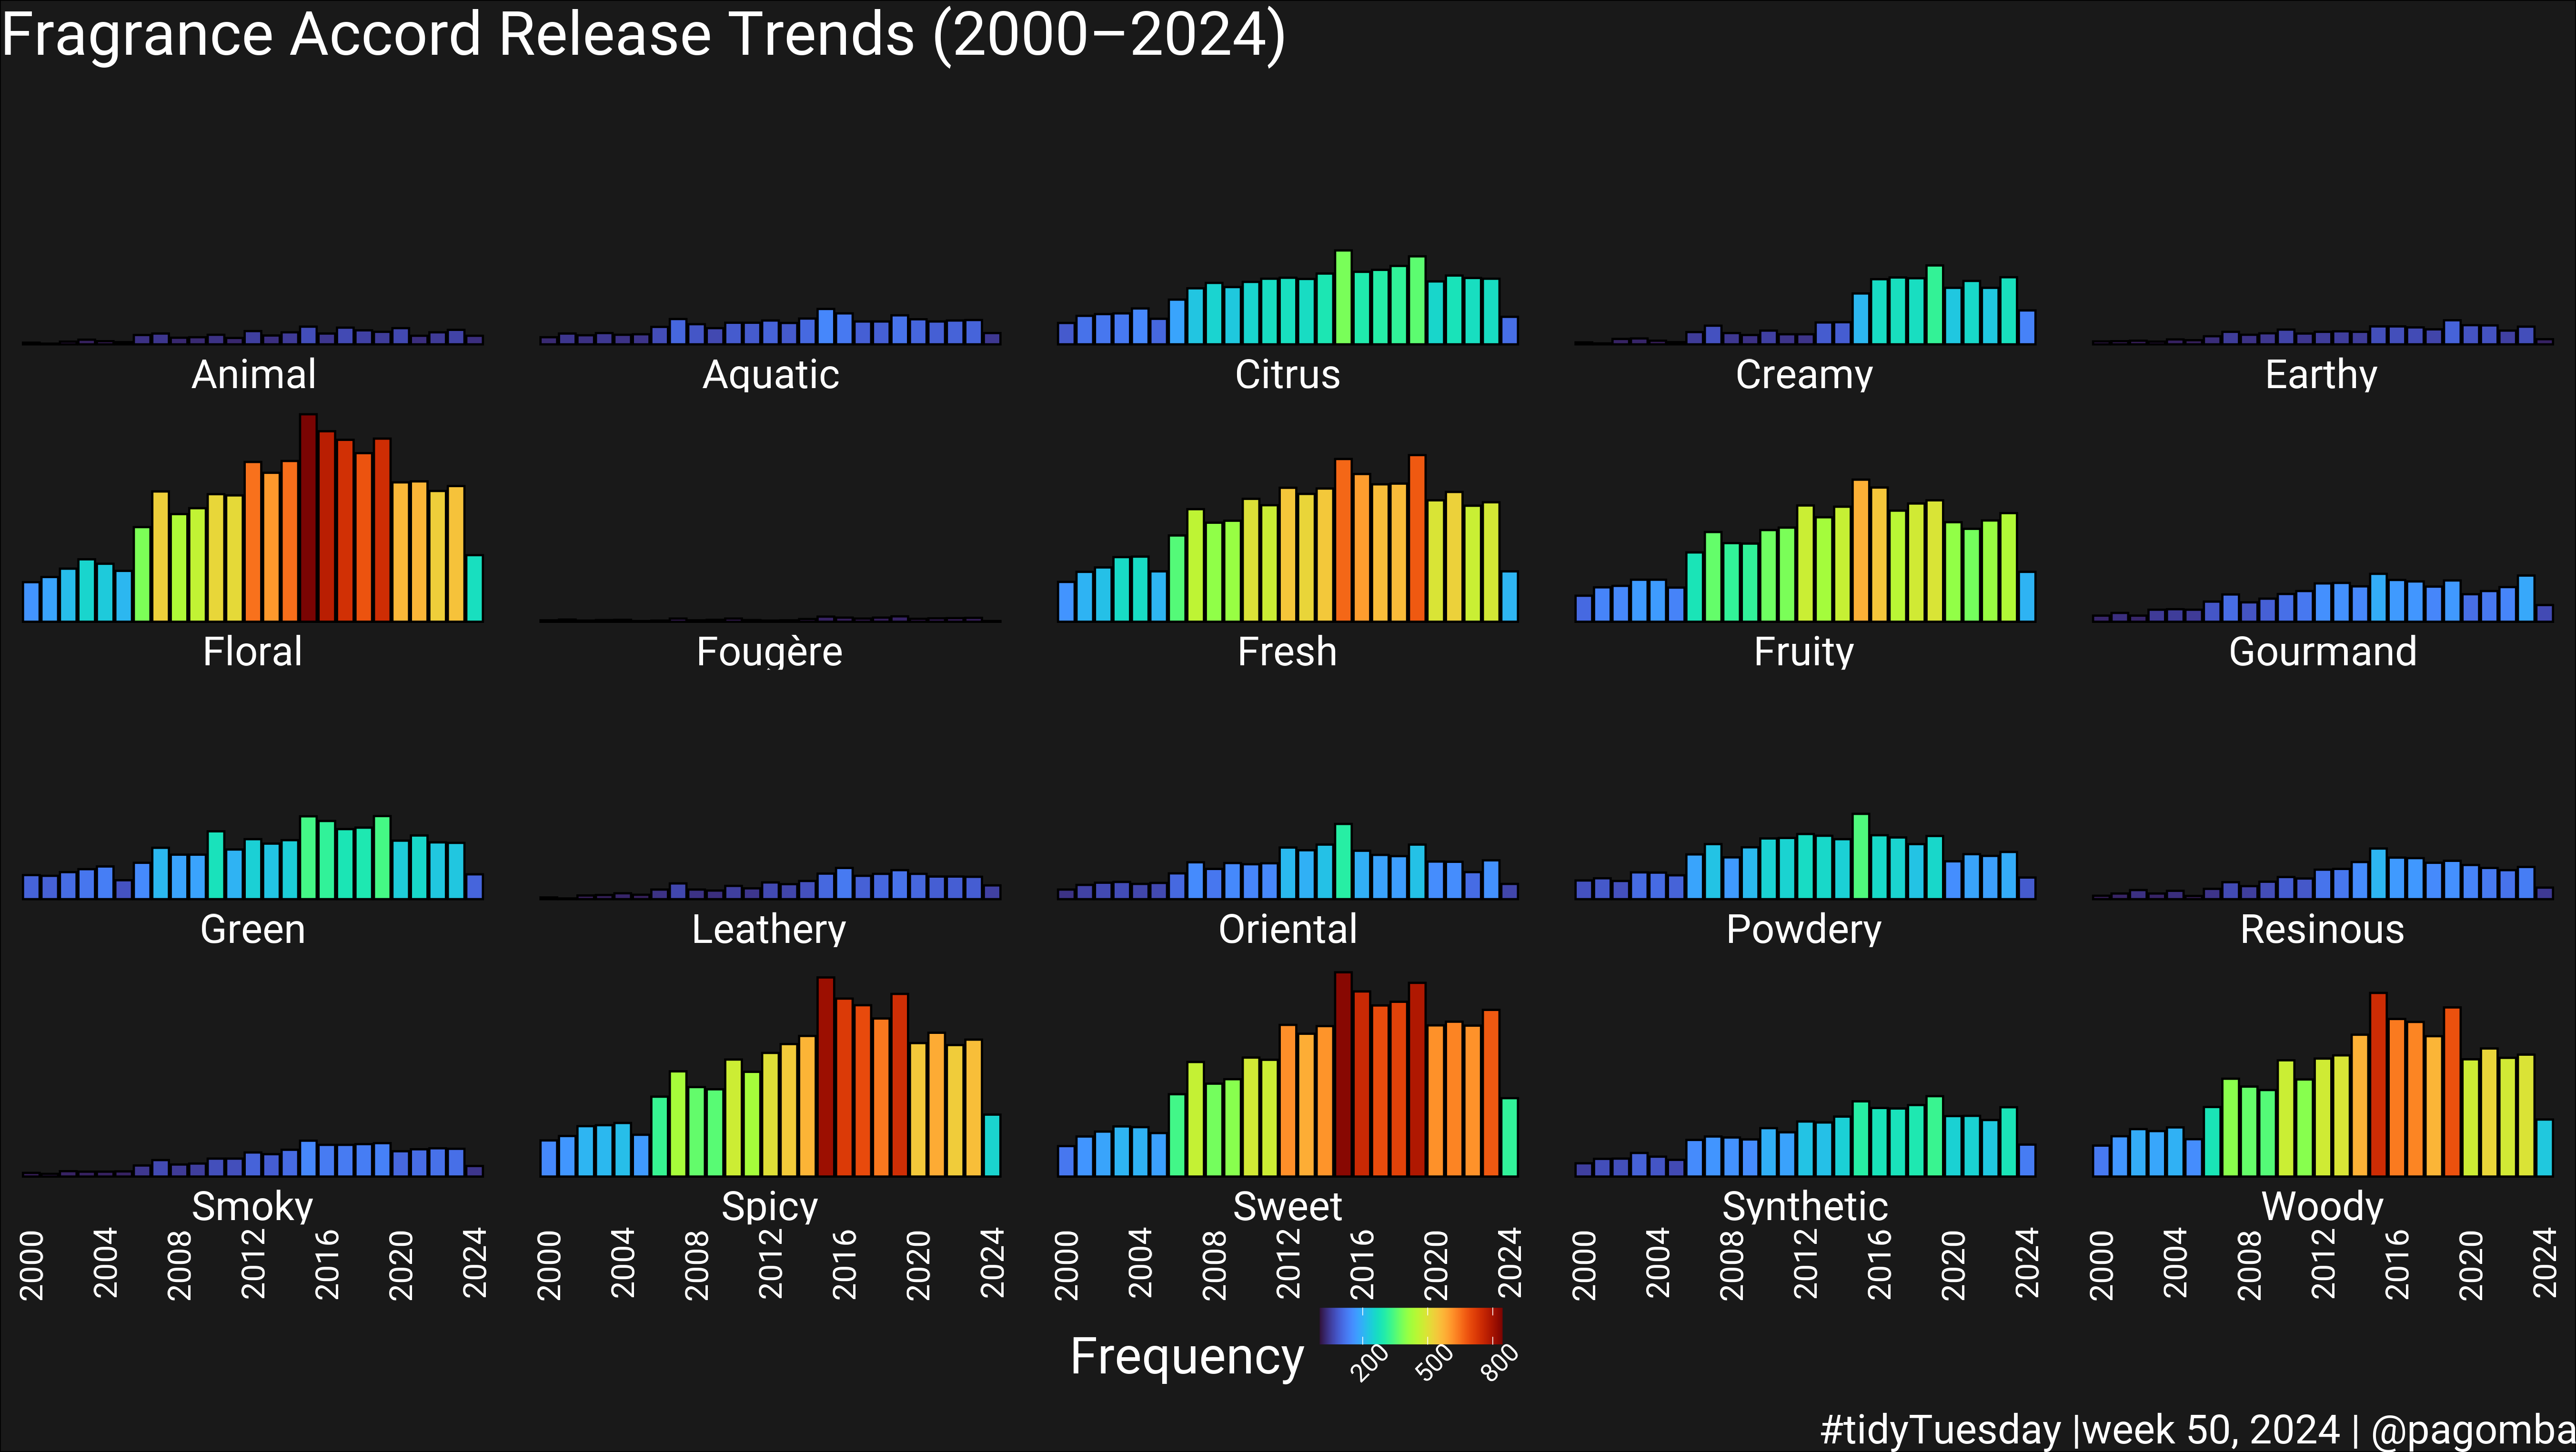 Fragrance Accord Release Trends (2000–2024)
Animal Aquatic Citrus Creamy Earthy
Floral Fougère Fresh Fruity Gourmand
Green Leathery Oriental Powdery Resinous
Smoky Spicy Sweet Synthetic Woody
2000 2004 2008 2012 2016 2020 2024 2000 2004 2008 2012 2016 2020 2024 2000 2004 2008 2012 2016 2020 2024 2000 2004 2008 2012 2016 2020 2024 2000 2004 2008 2012 2016 2020 2024
Frequency 200 500 800
#tidyTuesday |week 50, 2024 | @pagomba